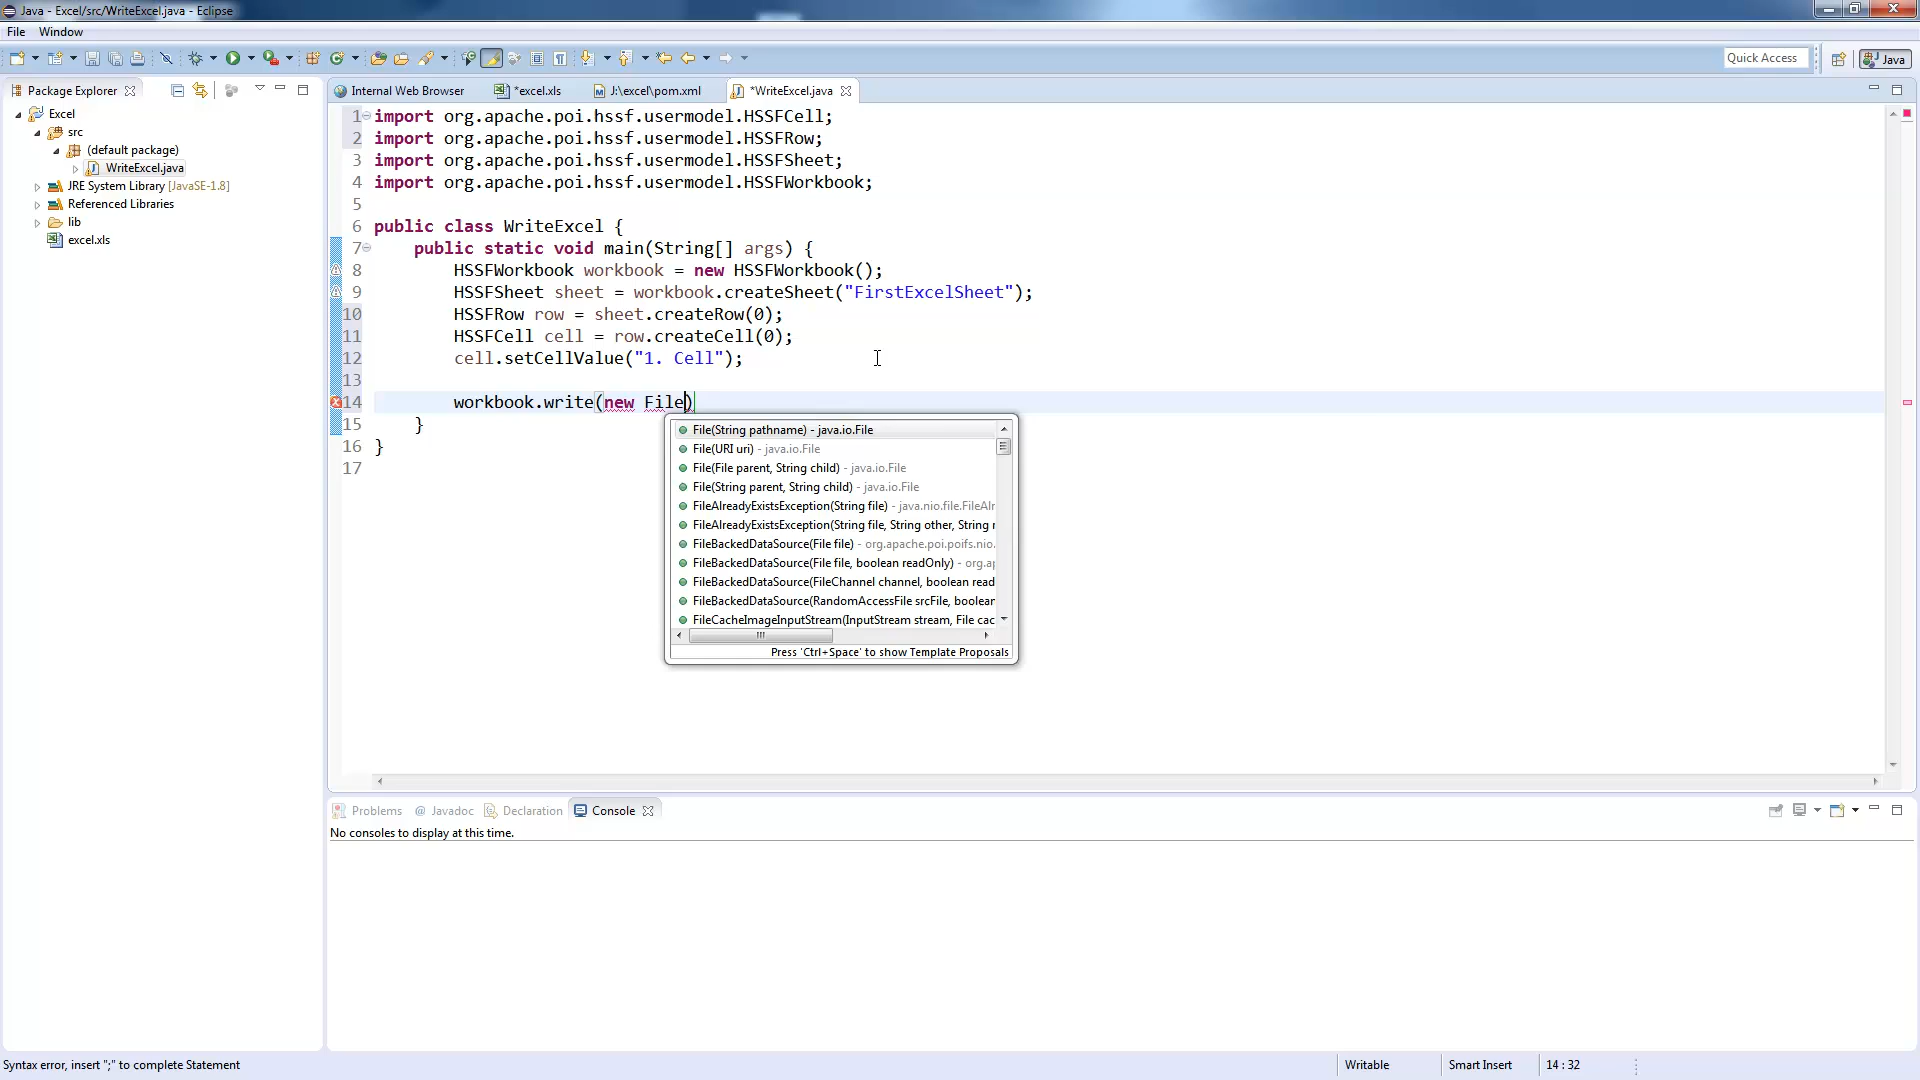 Java - Excel/src/WriteExcel.java - Eclipse
File Window
Quick Access
Java
Package Explorer
Internal Web Browser
*excel.xls
J:\excel\pom.xml
*WriteExcel.java
Excel
src
(default package)
WriteExcel.java
JRE System Library [JavaSE-1.8]
Referenced Libraries
lib
excel.xls
1 import org.apache.poi.hssf.usermodel.HSSFCell;
2 import org.apache.poi.hssf.usermodel.HSSFRow;
3 import org.apache.poi.hssf.usermodel.HSSFSheet;
4 import org.apache.poi.hssf.usermodel.HSSFWorkbook;
5
6 public class WriteExcel {
7 public static void main(String[] args) {
8 HSSFWorkbook workbook = new HSSFWorkbook();
9 HSSFSheet sheet = workbook.createSheet("FirstExcelSheet");
10 HSSFRow row = sheet.createRow(0);
11 HSSFCell cell = row.createCell(0);
12 cell.setCellValue("1. Cell");
13
14 workbook.write(new File)
15 }
16 }
17
File(String pathname) - java.io.File
File(URI uri) - java.io.File
File(File parent, String child) - java.io.File
File(String parent, String child) - java.io.File
FileAlreadyExistsException(String file) - java.nio.file.FileAlr
FileAlreadyExistsException(String file, String other, String r
FileBackedDataSource(File file) - org.apache.poi.poifs.nio.
FileBackedDataSource(File file, boolean readOnly) - org.a
FileBackedDataSource(FileChannel channel, boolean read
FileBackedDataSource(RandomAccessFile srcFile, boolean
FileCacheImageInputStream(InputStream stream, File cac
Press 'Ctrl+Space' to show Template Proposals
Problems
@ Javadoc
Declaration
Console
No consoles to display at this time.
Syntax error, insert ";" to complete Statement
Writable
Smart Insert
14 : 32